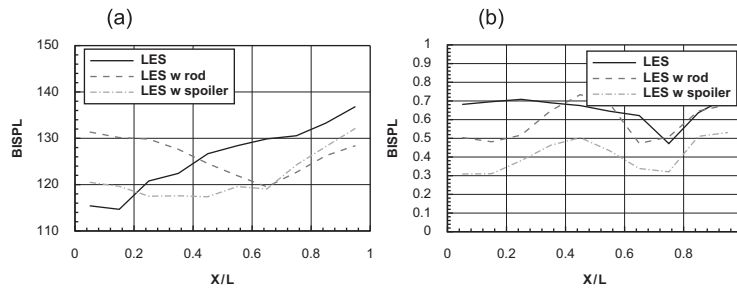 (a)
150
140
130
120
110
BISPL
LES
LES w rod
LES w spoiler
0
0.2
0.4
0.6
0.8
1
X/L
(b)
1
0.9
0.8
0.7
0.6
0.5
0.4
0.3
0.2
0.1
0
BISPL
LES
LES w rod
LES w spoiler
0
0.2
0.4
0.6
0.8
X/L